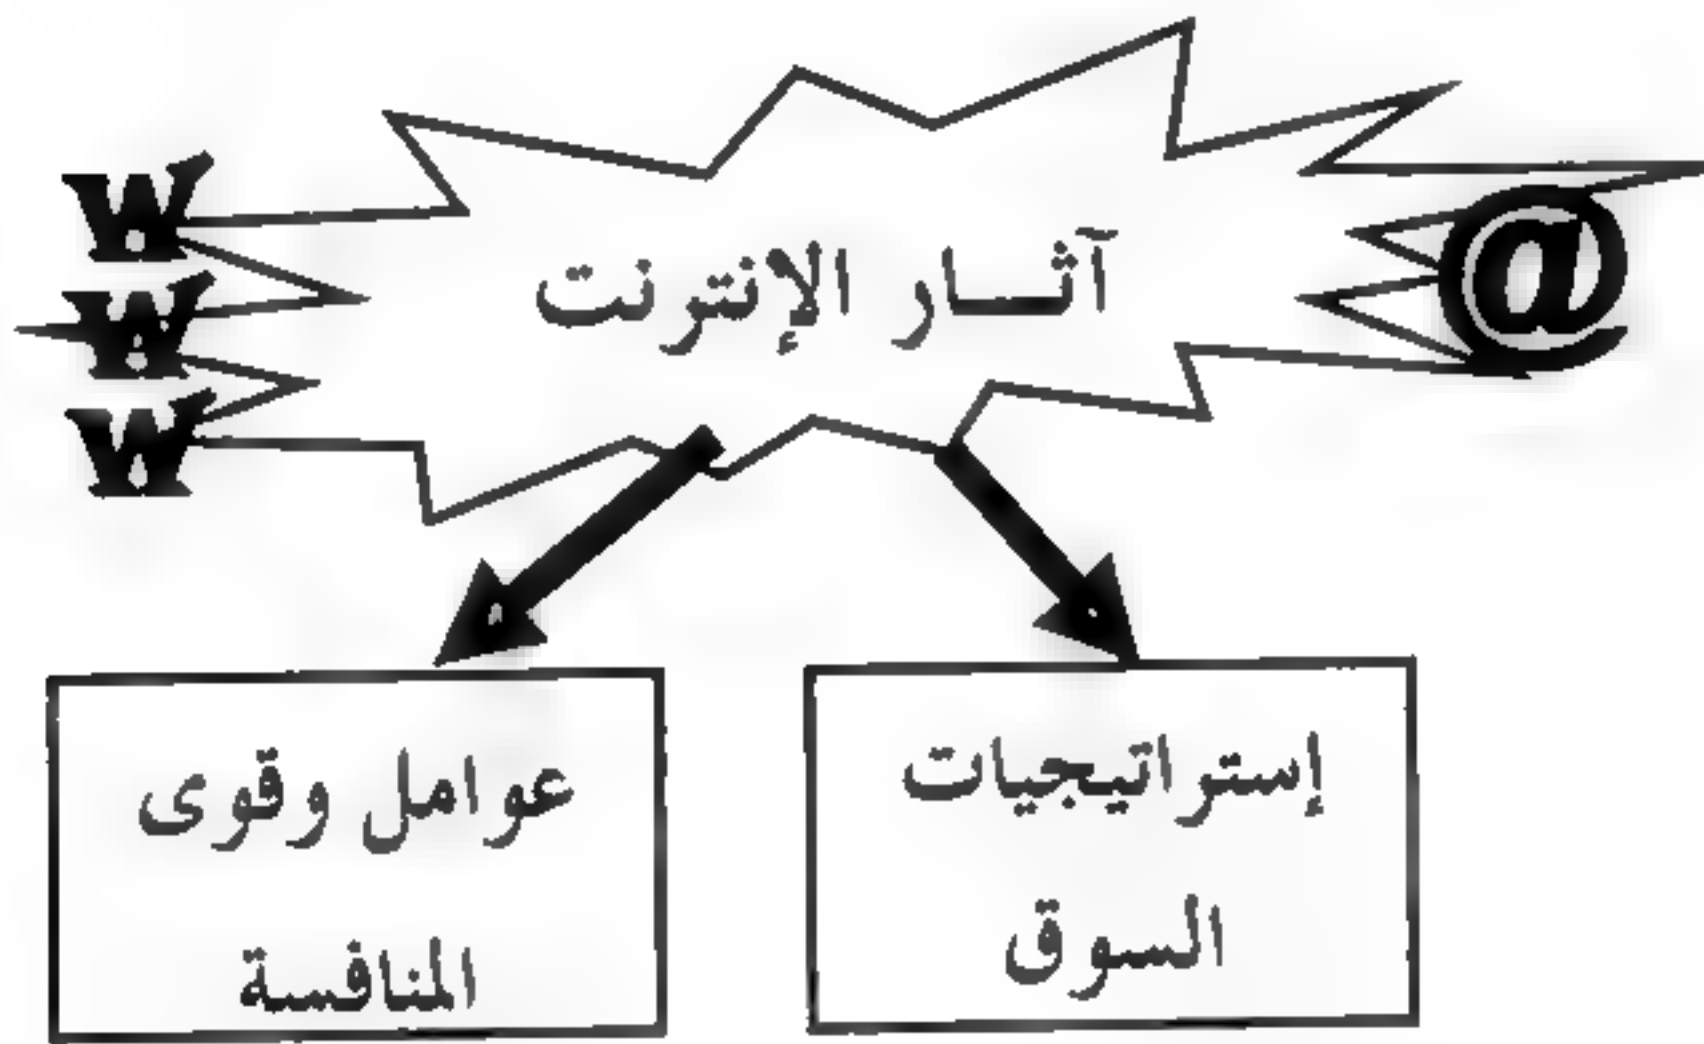 آثـــار الإنترنت
@
w
w
w
إستراتيجيات
السوق
عوامل وقوى
المنافسة